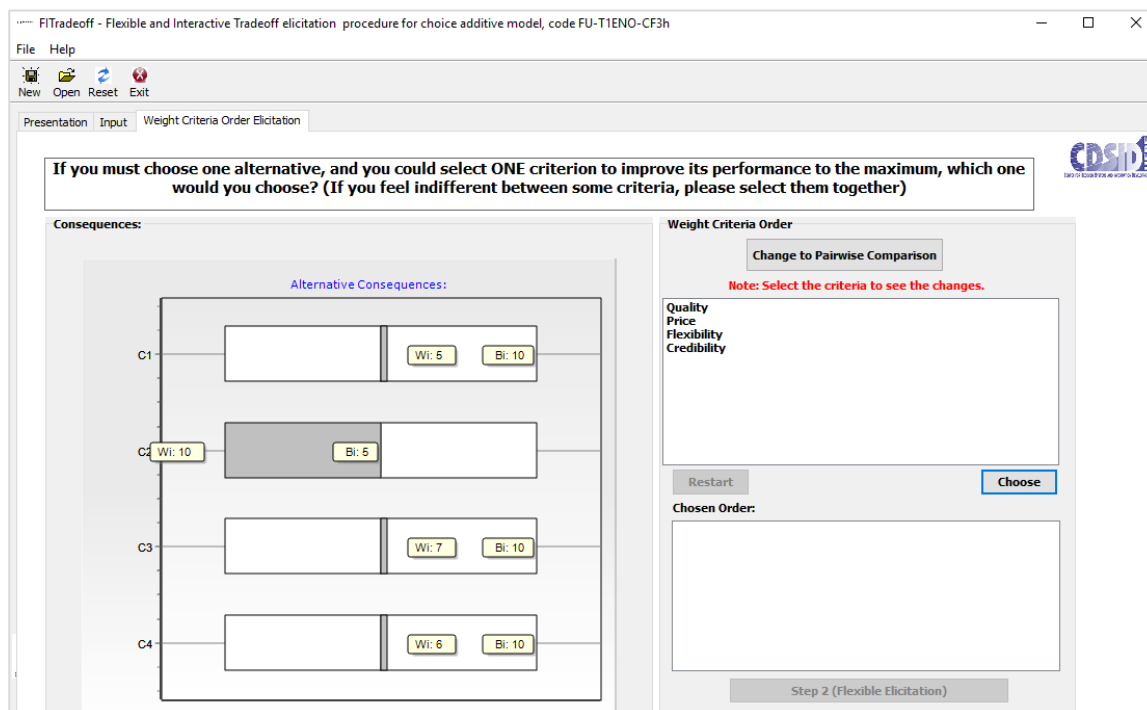 FITradeoff - Flexible and Interactive Tradeoff elicitation procedure for choice additive model, code FU-T1ENO-CF3h
File Help
New Open Reset Exit
Presentation Input Weight Criteria Order Elicitation
If you must choose one alternative, and you could select ONE criterion to improve its performance to the maximum, which one
would you choose? (If you feel indifferent between some criteria, please select them together)
CDSID
Consequences:
Alternative Consequences:
C1 Wi: 5 Bi: 10
C2 Wi: 10 Bi: 5
C3 Wi: 7 Bi: 10
C4 Wi: 6 Bi: 10
Weight Criteria Order
Change to Pairwise Comparison
Note: Select the criteria to see the changes.
Quality
Price
Flexibility
Credibility
Restart Choose
Chosen Order:
Step 2 (Flexible Elicitation)